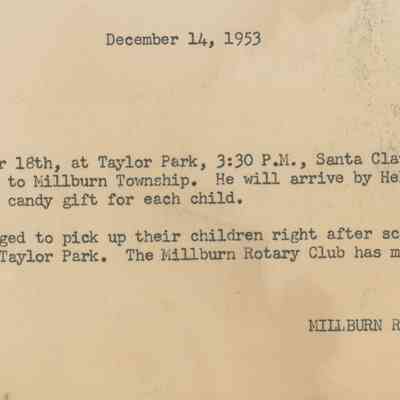 December 14, 1953
r 18th, at Taylor Park, 3:30 P.M., Santa Cla
to Millburn Township. He will arrive by Hel
candy gift for each child.
ged to pick up their children right after sc
Taylor Park. The Millburn Rotary Club has m
MILLBURN R